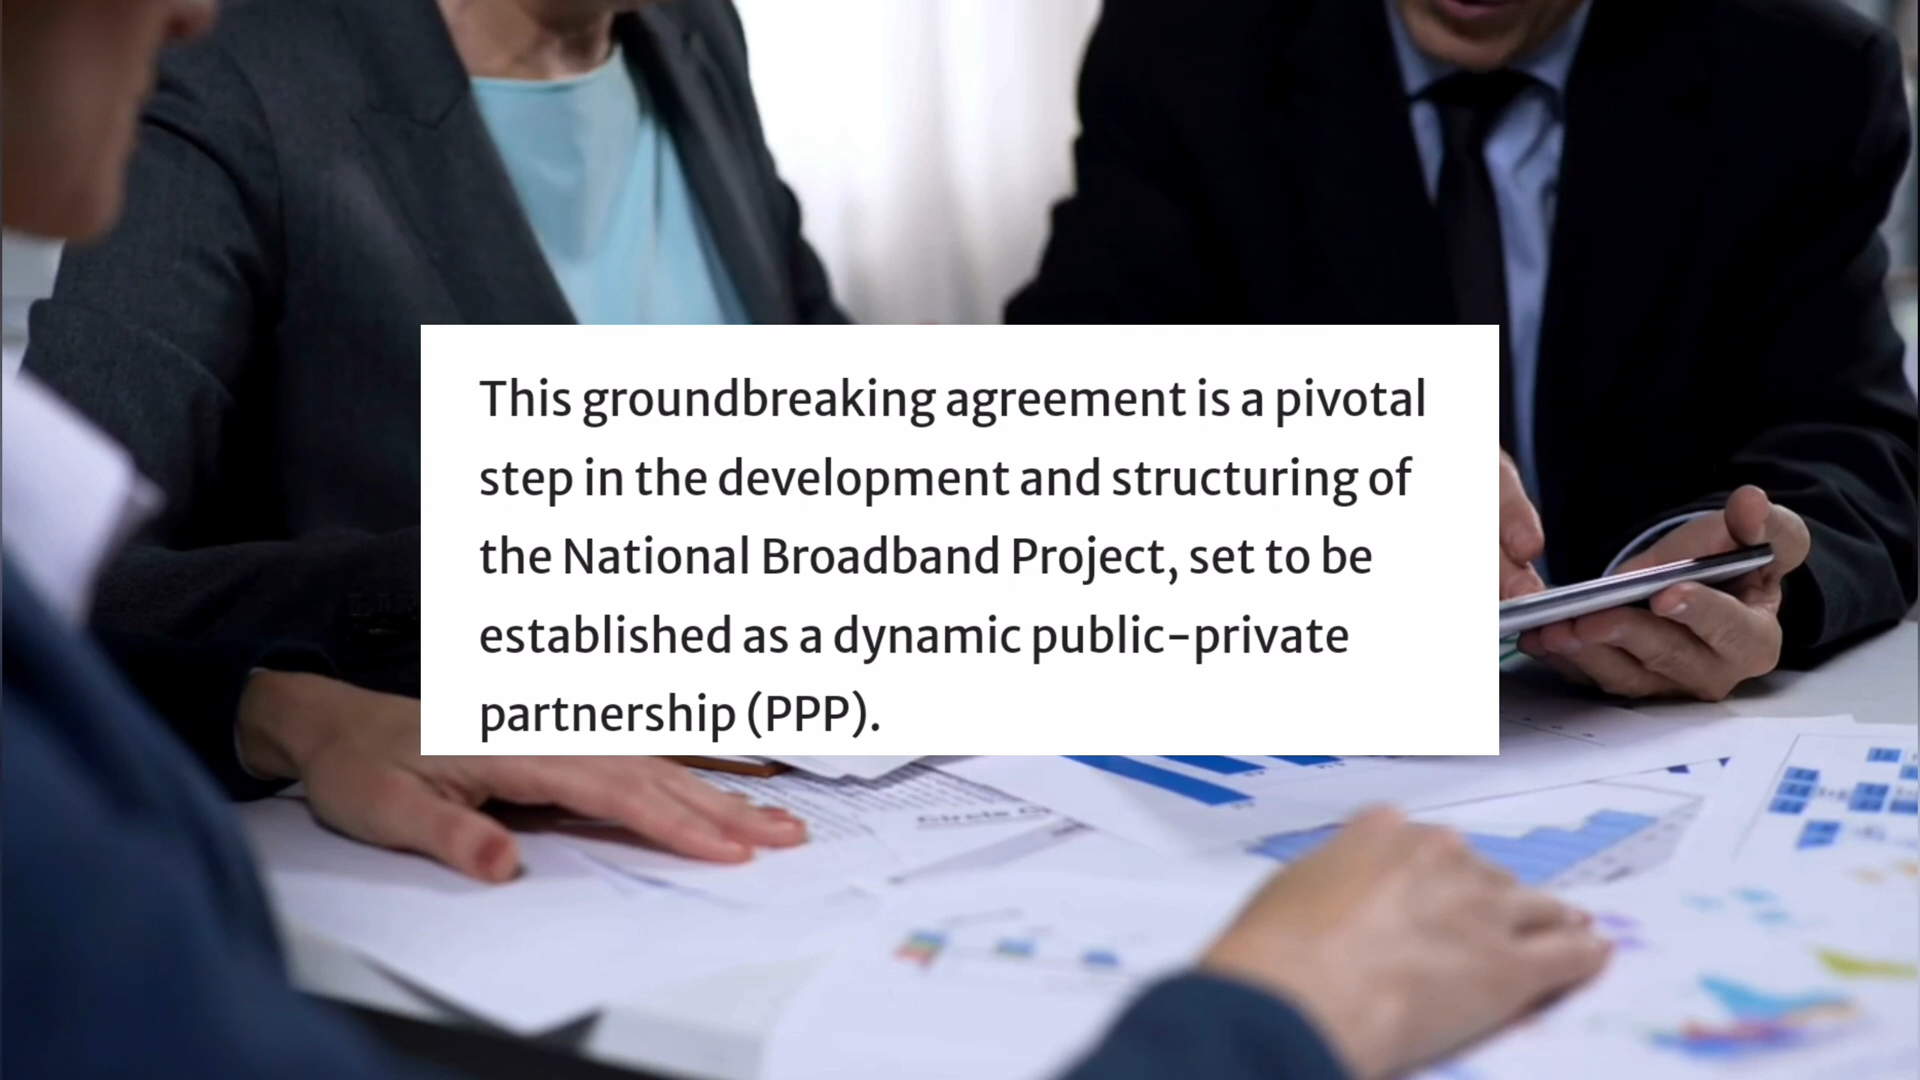 This groundbreaking agreement is a pivotal
step in the development and structuring of
the National Broadband Project, set to be
established as a dynamic public-private
partnership (PPP).